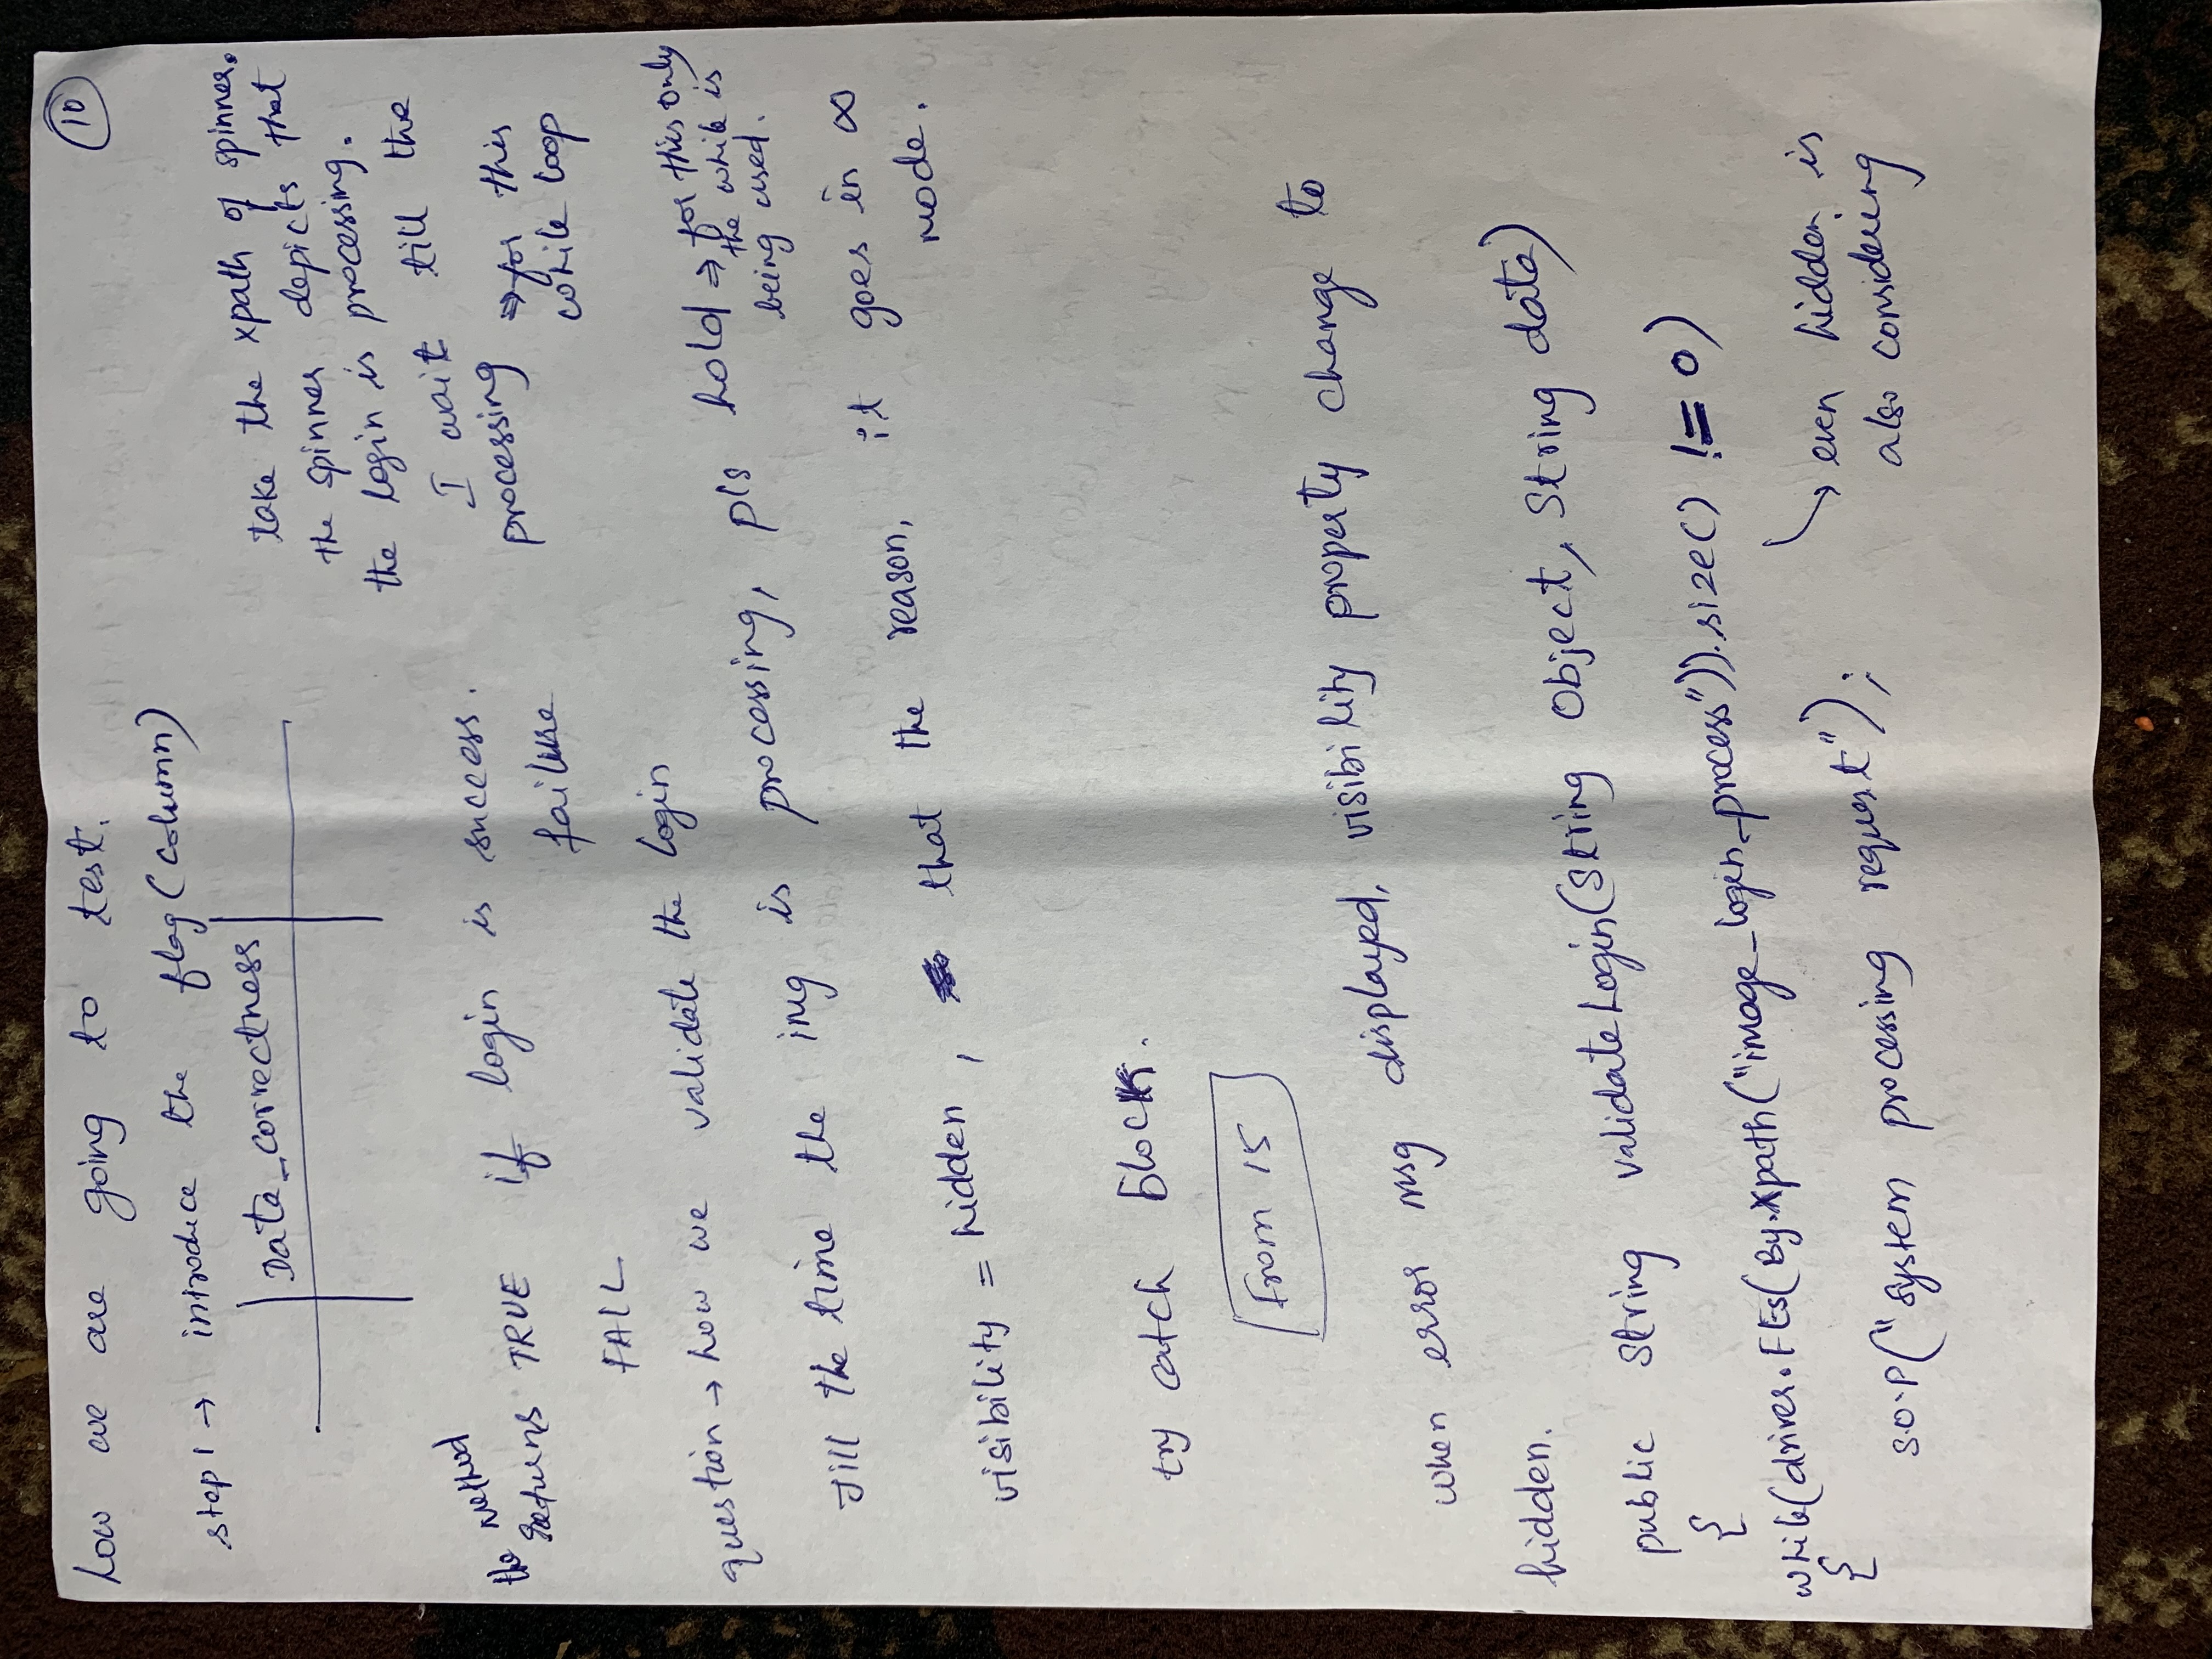 10
how we are going to test.
step 1 → introduce the flag (column)
Data_correctness
take the xpath of spinner.
the spinner depicts that
the login is processing.
I wait till the
processing ⇒ for this
while loop
the method
returns TRUE if login is success.
FAIL failure
question → how we validate the login
Till the time the img is processing, pls hold ⇒ for this only
the while is
being used.
visibility = hidden, that the reason, it goes in ∞
mode.
try catch block.
From 15
when error msg displayed, visibility property change to
hidden.
public String validateLogin(String Object, String data)
{
while(driver.FEs(By.xpath("image_login_process")).size() != 0)
{
↳ even hidden is
also considering
S.O.P("system processing request");